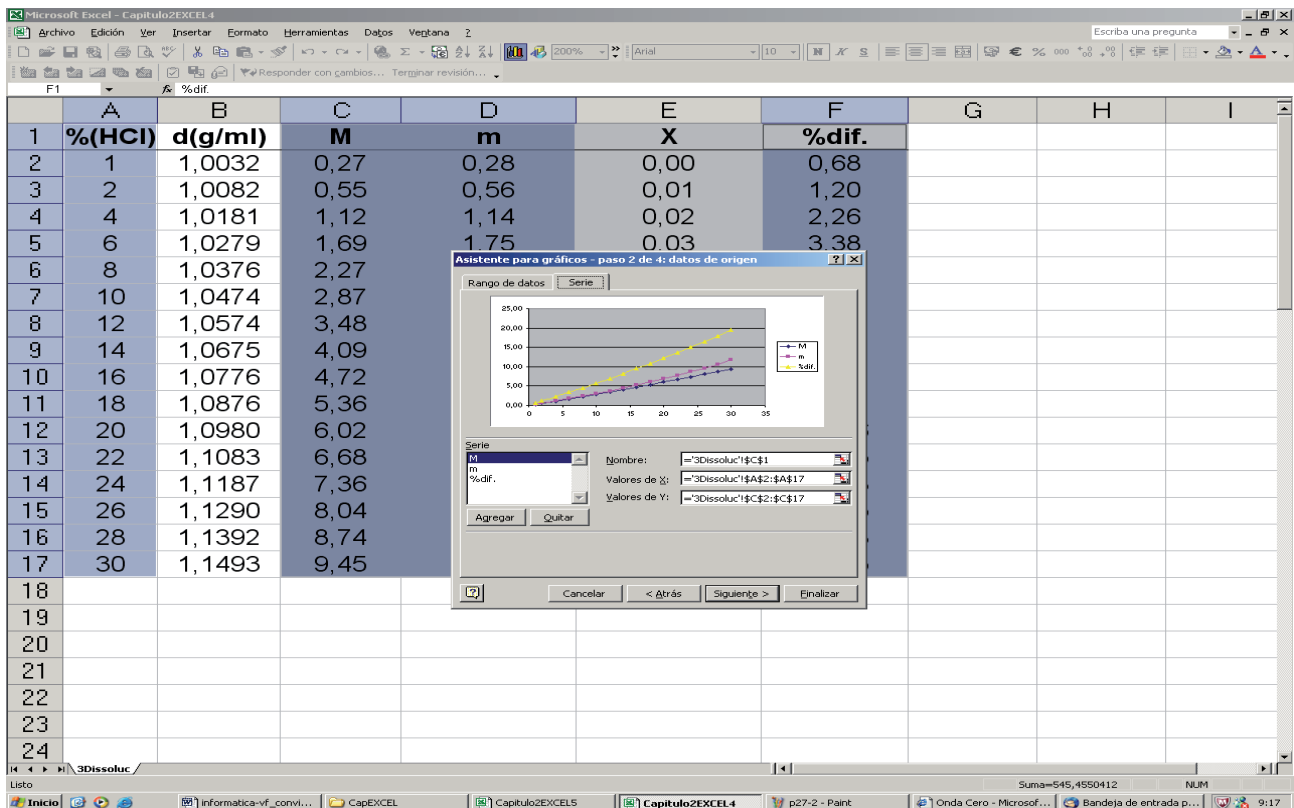 Microsoft Excel - Capitulo2EXCEL4
Archivo Edición Ver Insertar Formato Herramientas Datos Ventana ? Escriba una pregunta
200% Arial 10 N K S € % 000
Responder con cambios... Terminar revisión...
F1 fx %dif.
A B C D E F G H I
1 %(HCl) d(g/ml) M m X %dif.
2 1 1,0032 0,27 0,28 0,00 0,68
3 2 1,0082 0,55 0,56 0,01 1,20
4 4 1,0181 1,12 1,14 0,02 2,26
5 6 1,0279 1,69 1,75 0,03 3,38
6 8 1,0376 2,27
7 10 1,0474 2,87
8 12 1,0574 3,48
9 14 1,0675 4,09
10 16 1,0776 4,72
11 18 1,0876 5,36
12 20 1,0980 6,02
13 22 1,1083 6,68
14 24 1,1187 7,36
15 26 1,1290 8,04
16 28 1,1392 8,74
17 30 1,1493 9,45
18
19
20
21
22
23
24
Asistente para gráficos - paso 2 de 4: datos de origen
Rango de datos Serie
25,00
20,00
15,00
10,00
5,00
0,00
0 5 10 15 20 25 30 35
M
m
%dif.
Serie
M
m
%dif.
Nombre: ='3Dissoluc'!$C$1
Valores de X: ='3Dissoluc'!$A$2:$A$17
Valores de Y: ='3Dissoluc'!$C$2:$C$17
Agregar Quitar
Cancelar < Atrás Siguiente > Finalizar
3Dissoluc
Listo Suma=545,4550412 NUM
Inicio informatica-vf_convi... CapEXCEL Capitulo2EXCEL5 Capitulo2EXCEL4 p27-2 - Paint Onda Cero - Microsof... Bandeja de entrada p... 9:17